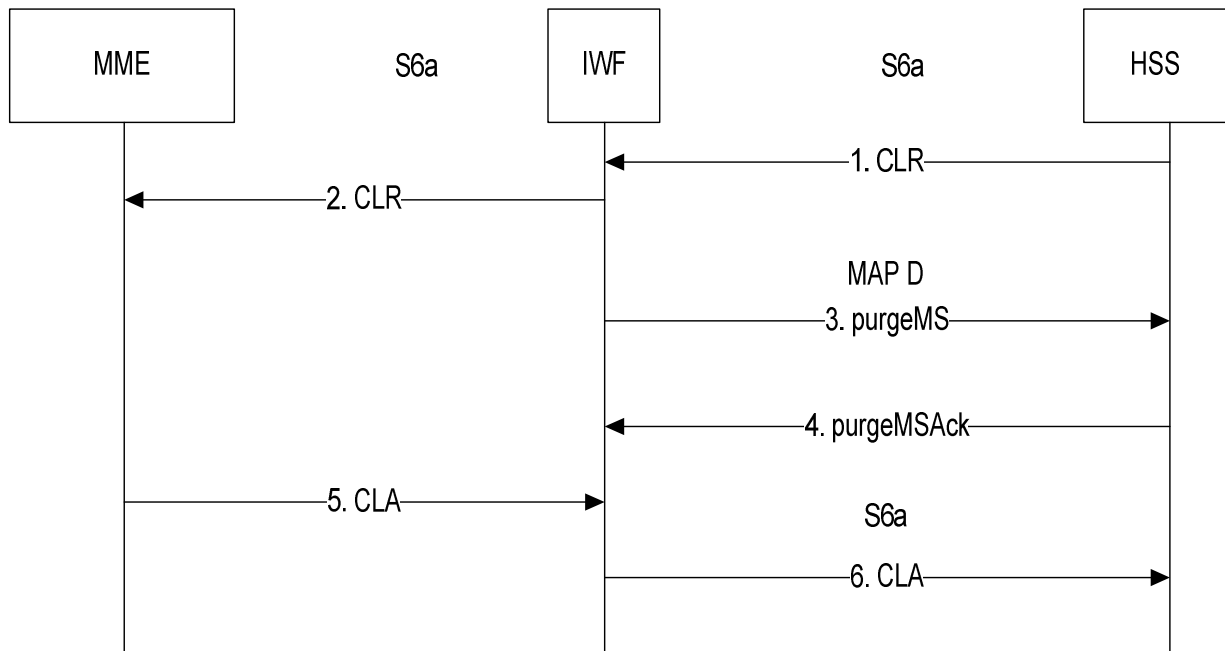 MME
S6a
IWF
S6a
HSS
1. CLR
2. CLR
MAP D
3. purgeMS
4. purgeMSAck
5. CLA
S6a
6. CLA